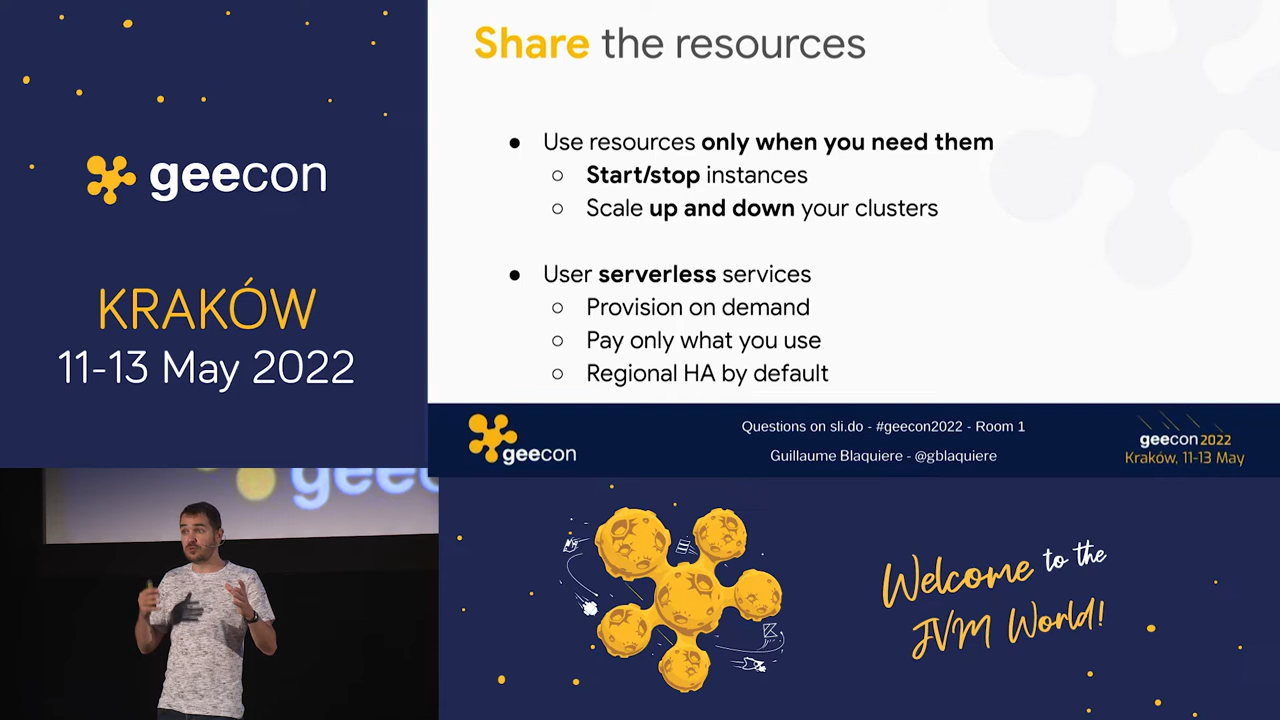 geecon
KRAKÓW
11-13 May 2022
Share the resources
● Use resources only when you need them
○ Start/stop instances
○ Scale up and down your clusters
● User serverless services
○ Provision on demand
○ Pay only what you use
○ Regional HA by default
geecon
Questions on sli.do - #geecon2022 - Room 1
Guillaume Blaquiere - @gblaquiere
geecon 2022
Kraków, 11-13 May
Welcome to the
JVM World!